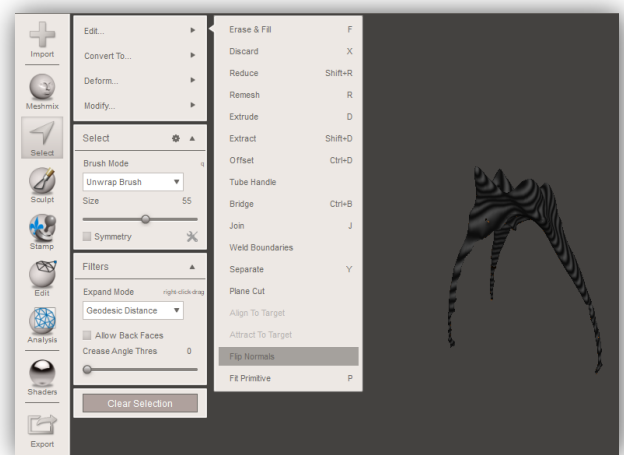 Import
Meshmix
Select
Sculpt
Stamp
Edit
Analysis
Shaders
Export
Edit...
Convert To...
Deform...
Modify...
Select
Brush Mode q
Unwrap Brush
Size 55
Symmetry
Filters
Expand Mode right-click-drag
Geodesic Distance
Allow Back Faces
Crease Angle Thres 0
Clear Selection
Erase & Fill F
Discard X
Reduce Shift+R
Remesh R
Extrude D
Extract Shift+D
Offset Ctrl+D
Tube Handle
Bridge Ctrl+B
Join J
Weld Boundaries
Separate Y
Plane Cut
Align To Target
Attract To Target
Flip Normals
Fit Primitive P